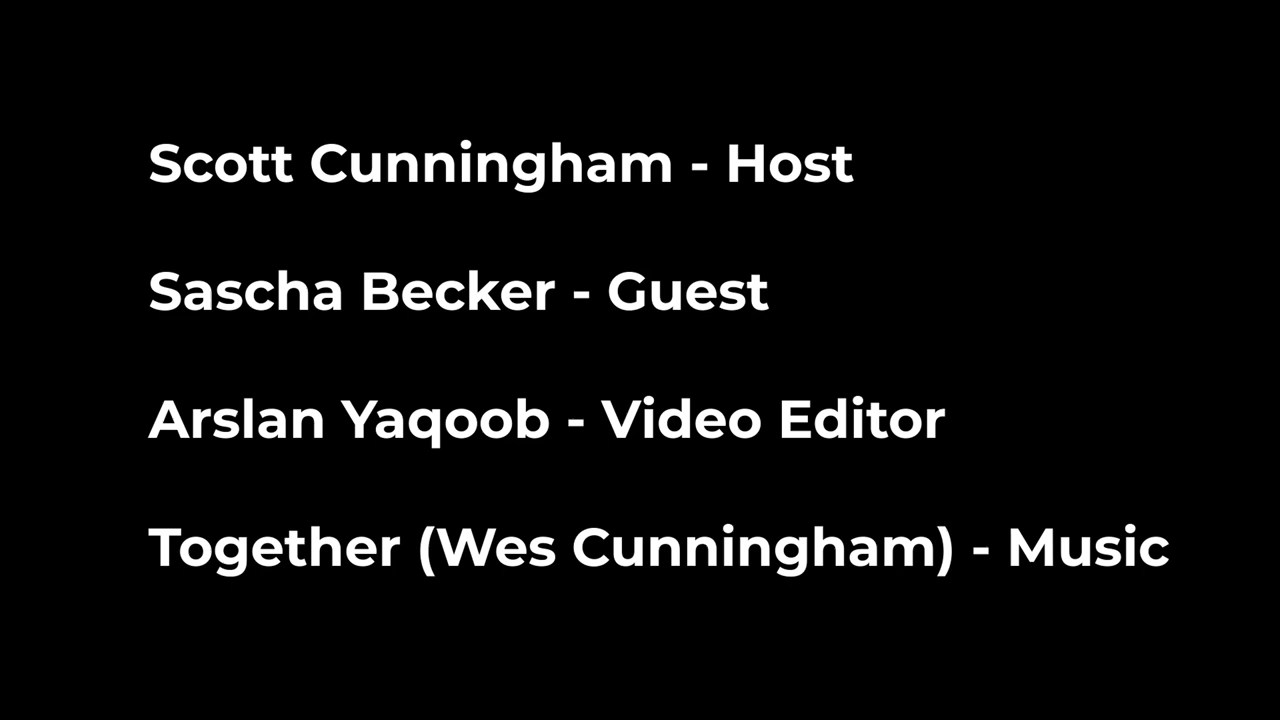 Scott Cunningham - Host
Sascha Becker - Guest
Arslan Yaqoob - Video Editor
Together (Wes Cunningham) - Music